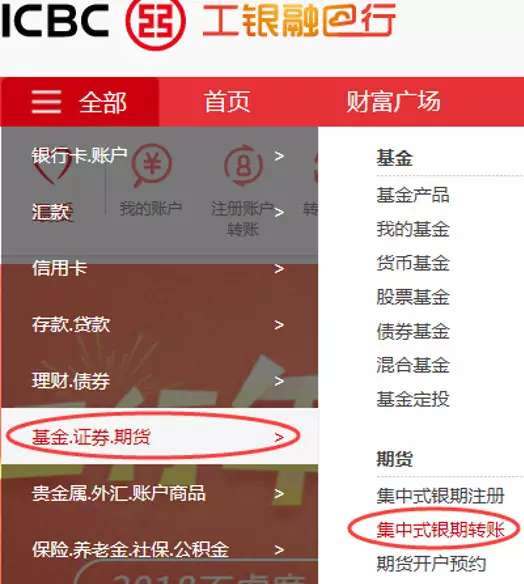 ICBC 工银融e行
全部 首页 财富广场
银行卡.账户 >
我的账户
注册账户
转账
汇款 >
信用卡 >
存款.贷款 >
理财.债券 >
基金.证券.期货 >
贵金属.外汇.账户商品 >
保险.养老金.社保.公积金 >
基金
基金产品
我的基金
货币基金
股票基金
债券基金
混合基金
基金定投
期货
集中式银期注册
集中式银期转账
期货开户预约